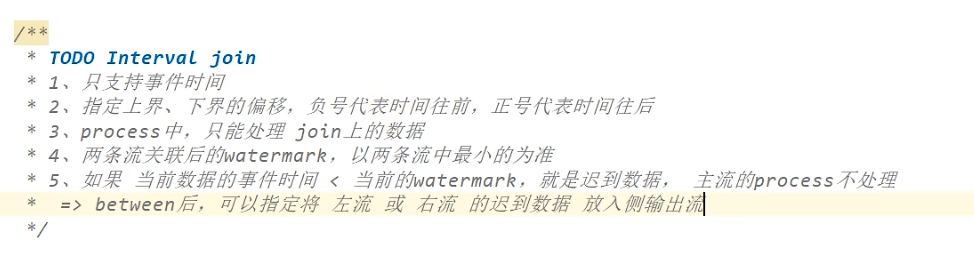 /**
* TODO Interval join
* 1、只支持事件时间
* 2、指定上界、下界的偏移，负号代表时间往前，正号代表时间往后
* 3、process中，只能处理 join上的数据
* 4、两条流关联后的watermark，以两条流中最小的为准
* 5、如果 当前数据的事件时间 < 当前的watermark，就是迟到数据， 主流的process不处理
* => between后，可以指定将 左流 或 右流 的迟到数据 放入侧输出流
*/